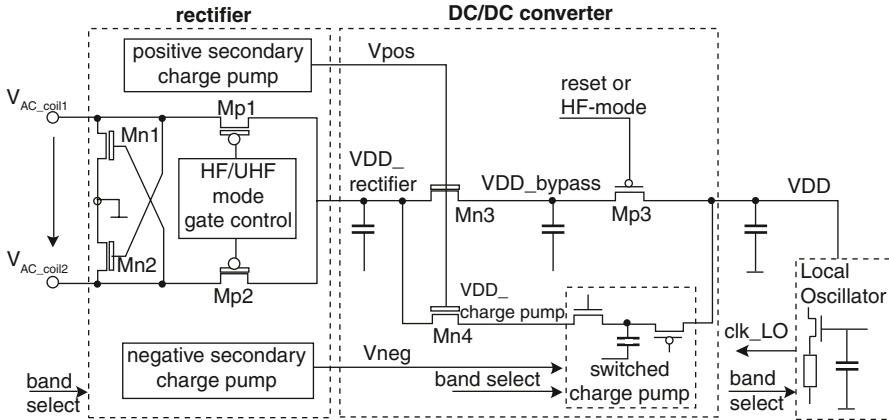 rectifier
DC/DC converter
positive secondary
charge pump
Vpos
reset or
HF-mode
V AC_coil1
Mp1
Mn1
HF/UHF
mode
gate control
VDD_
rectifier
VDD_bypass
VDD
Mn3
Mp3
Mn2
V AC_coil2
Mp2
Local
Oscillator
VDD_
charge pump
Mn4
clk_LO
negative secondary
charge pump
Vneg
switched
charge pump
band
select
band select
band
select